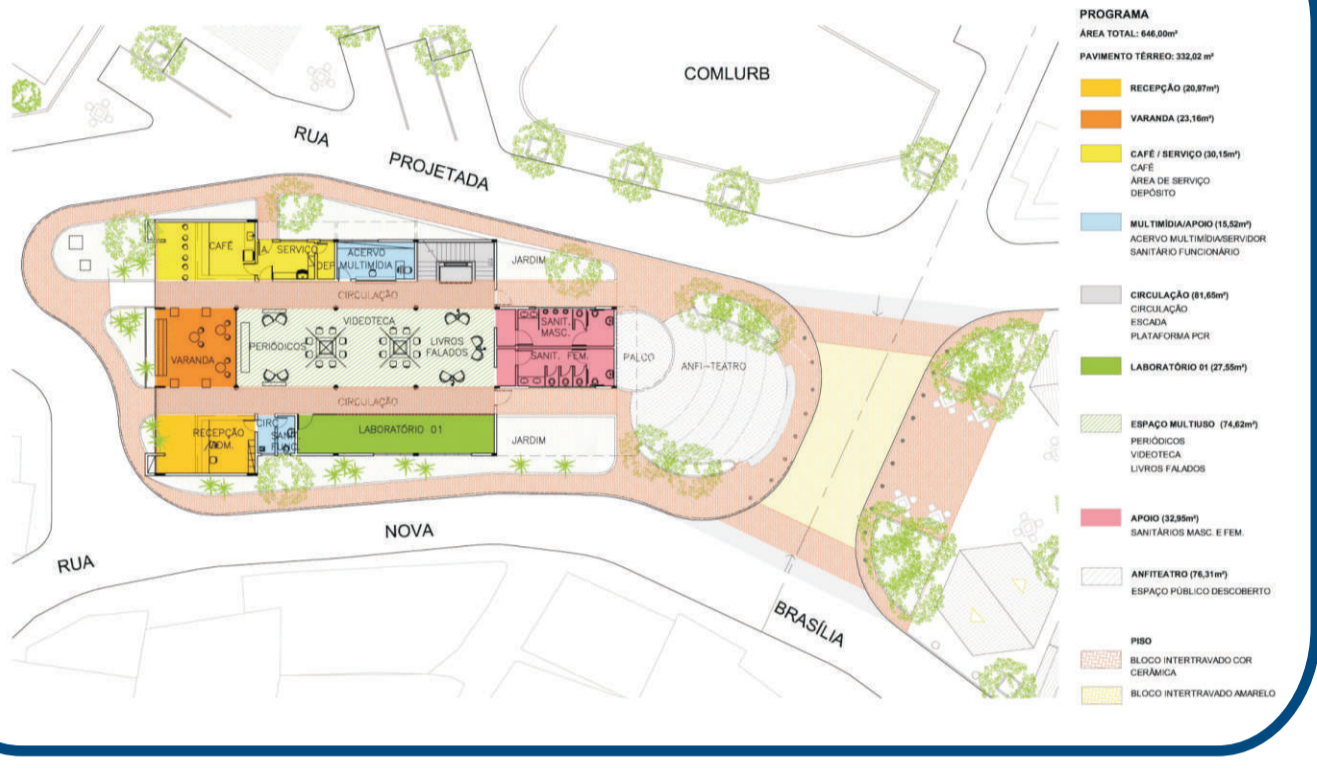 COMLURB
RUA
PROJETADA
CAFÉ
A/ SERVIÇO
DEP.
ACERVO
MULTIMÍDIA
JARDIM
CIRCULAÇÃO
VIDEOTECA
PERIÓDICOS
LIVROS
FALADOS
VARANDA
SANIT.
MASC.
SANIT. FEM.
PALCO
ANFI-TEATRO
CIRCULAÇÃO
RECEPÇÃO
/ADM.
CIRC.
SANIT.
FUNC.
LABORATÓRIO 01
JARDIM
RUA
NOVA
BRASÍLIA
PROGRAMA
ÁREA TOTAL: 646,00m²
PAVIMENTO TÉRREO: 332,02 m²
RECEPÇÃO (20,97m²)
VARANDA (23,16m²)
CAFÉ / SERVIÇO (30,15m²)
CAFÉ
ÁREA DE SERVIÇO
DEPÓSITO
MULTIMÍDIA/APOIO (15,52m²)
ACERVO MULTIMÍDIA/SERVIDOR
SANITÁRIO FUNCIONÁRIO
CIRCULAÇÃO (81,65m²)
CIRCULAÇÃO
ESCADA
PLATAFORMA PCR
LABORATÓRIO 01 (27,55m²)
ESPAÇO MULTIUSO (74,62m²)
PERIÓDICOS
VIDEOTECA
LIVROS FALADOS
APOIO (32,95m²)
SANITÁRIOS MASC. E FEM.
ANFITEATRO (76,31m²)
ESPAÇO PÚBLICO DESCOBERTO
PISO
BLOCO INTERTRAVADO COR
CERÂMICA
BLOCO INTERTRAVADO AMARELO